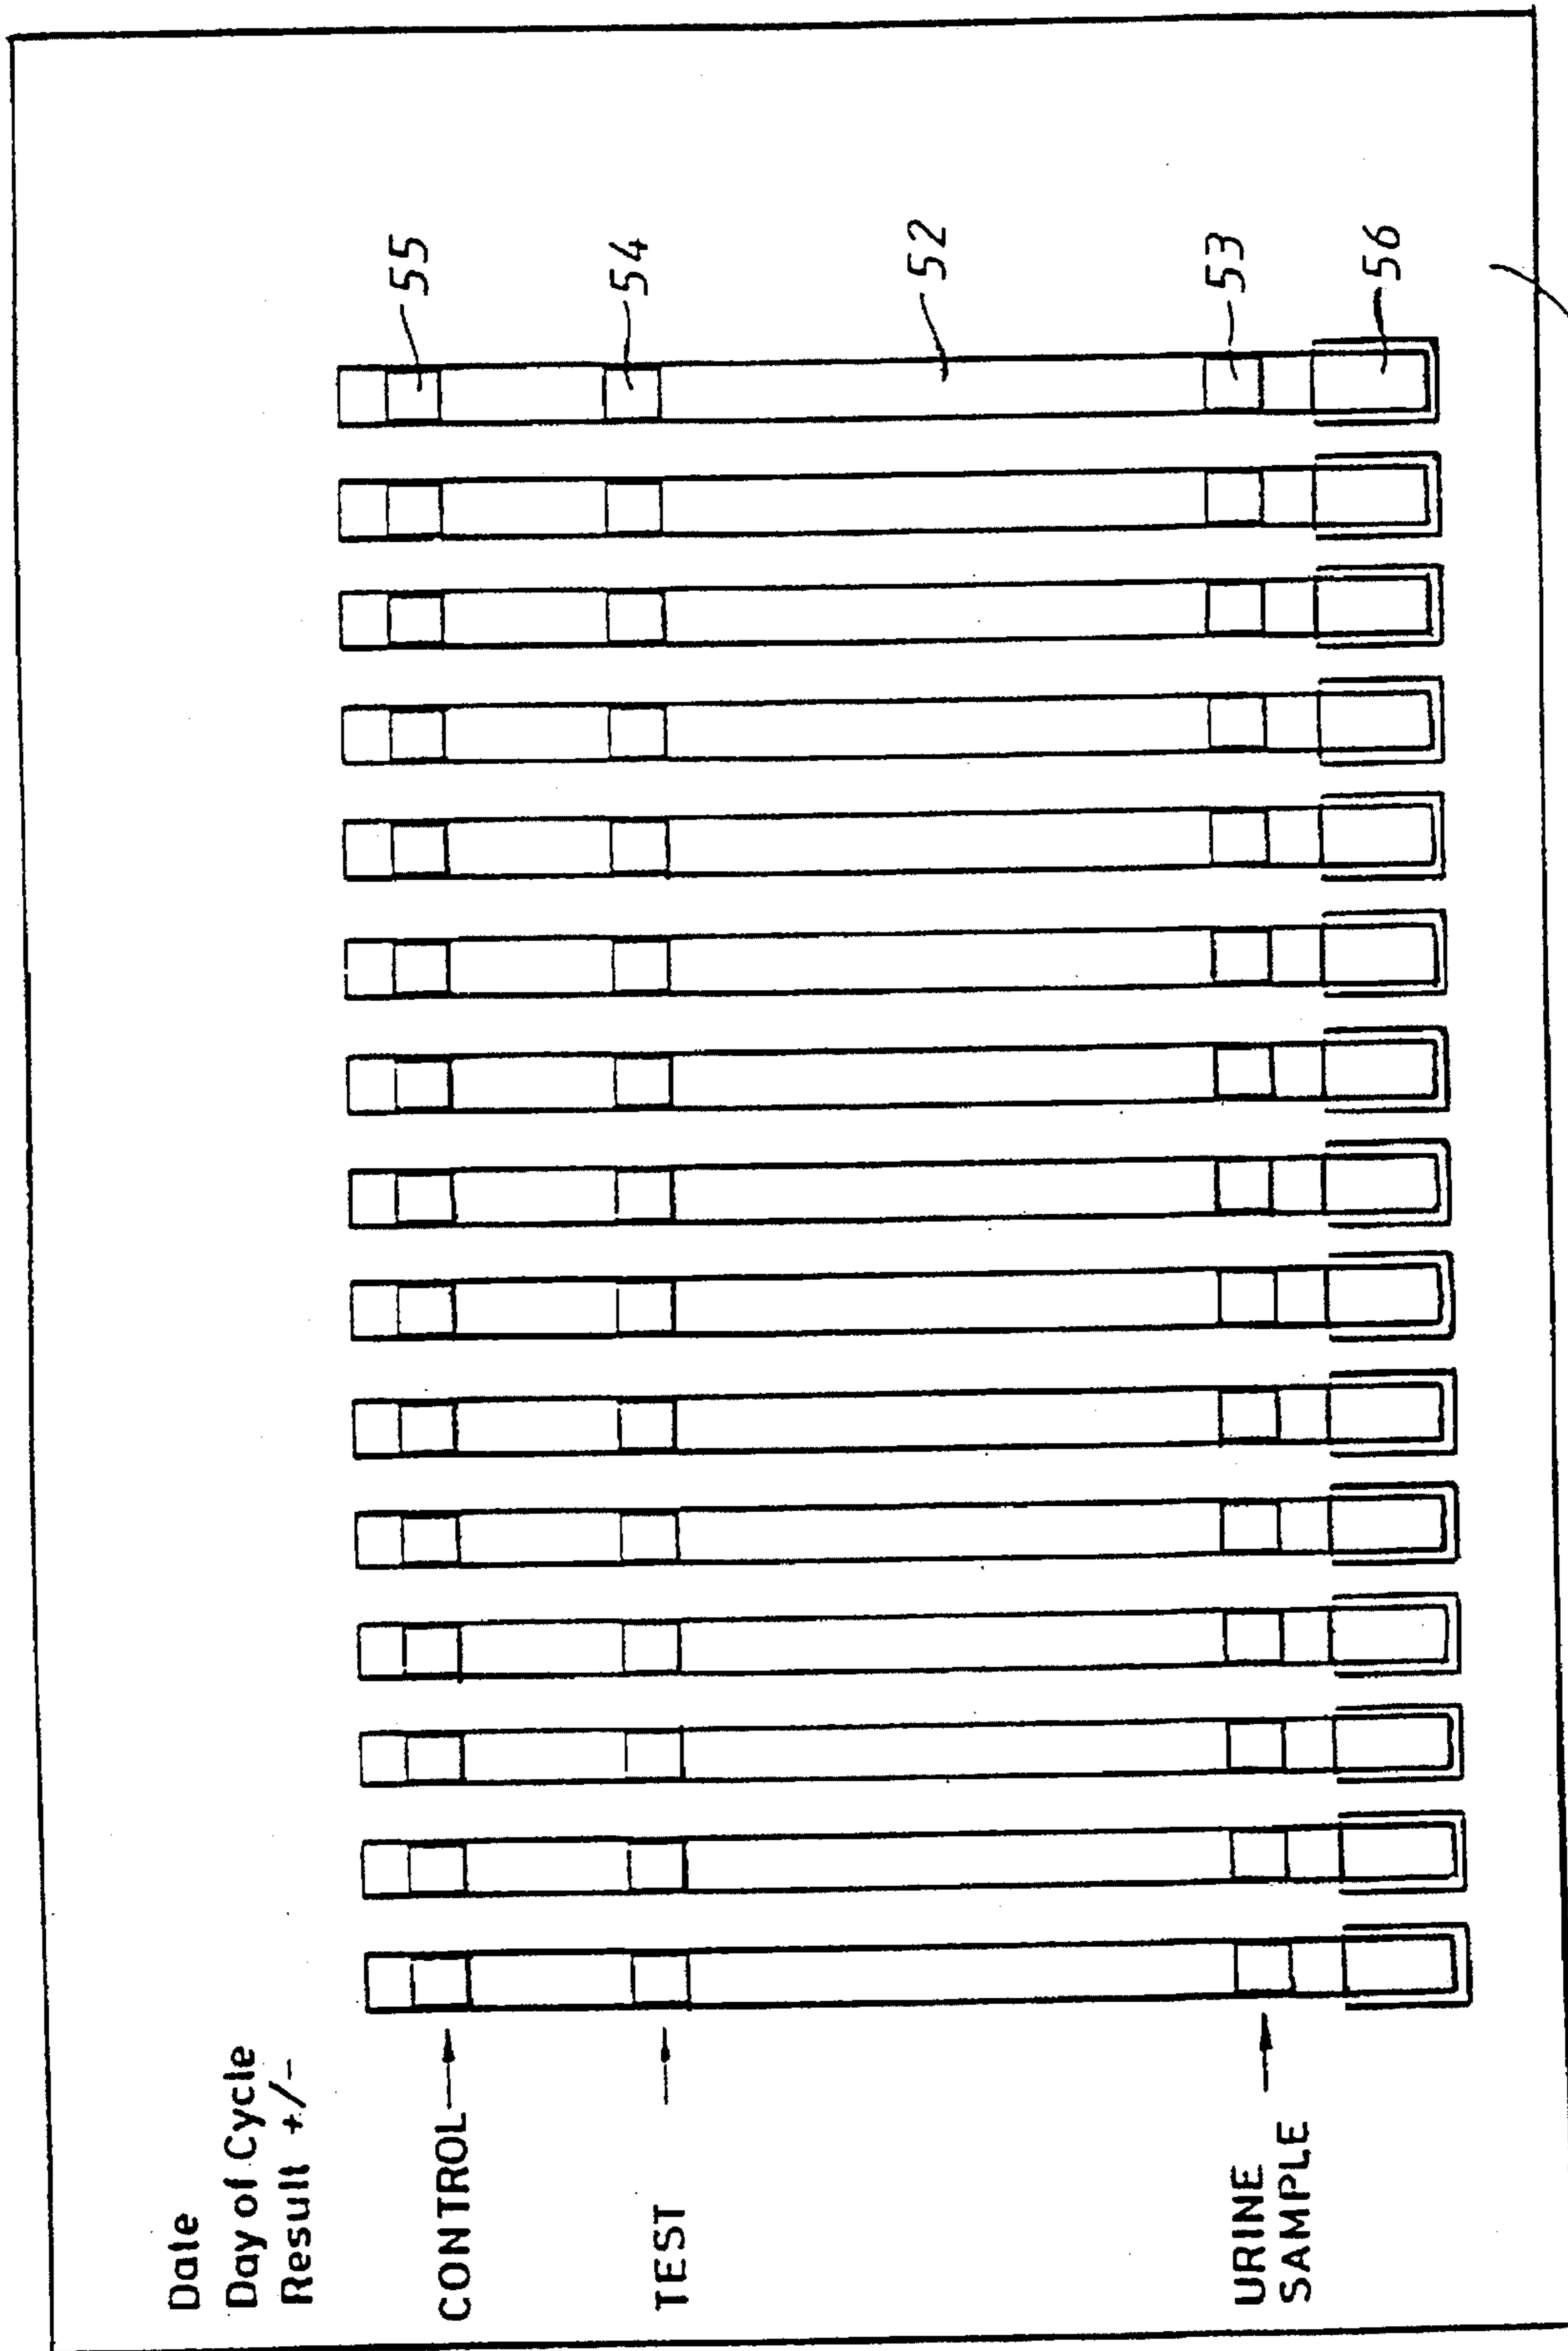 Date
Day of Cycle
Result +/-
CONTROL
TEST
URINE
SAMPLE
55
54
52
53
56